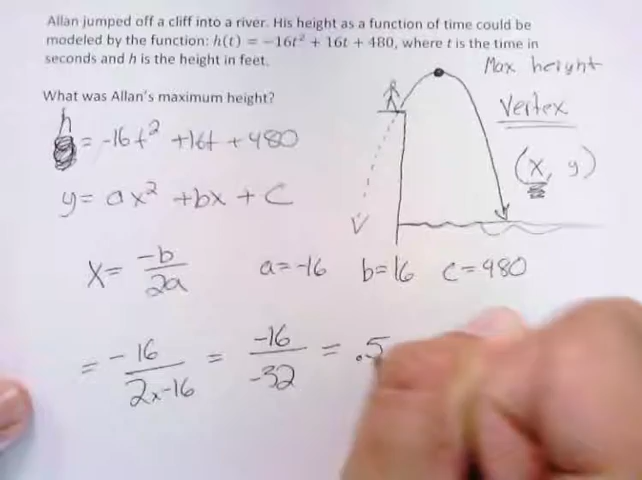 Allan jumped off a cliff into a river. His height as a function of time could be
modeled by the function: h(t) = −16t² + 16t + 480, where t is the time in
seconds and h is the height in feet.
Max height
What was Allan's maximum height?
Vertex
h = -16t² +16t + 480
(x, y)
y = ax² + bx + c
x = -b/2a
a=-16 b=16 c=480
= -16/2x-16 = -16/-32 = .5